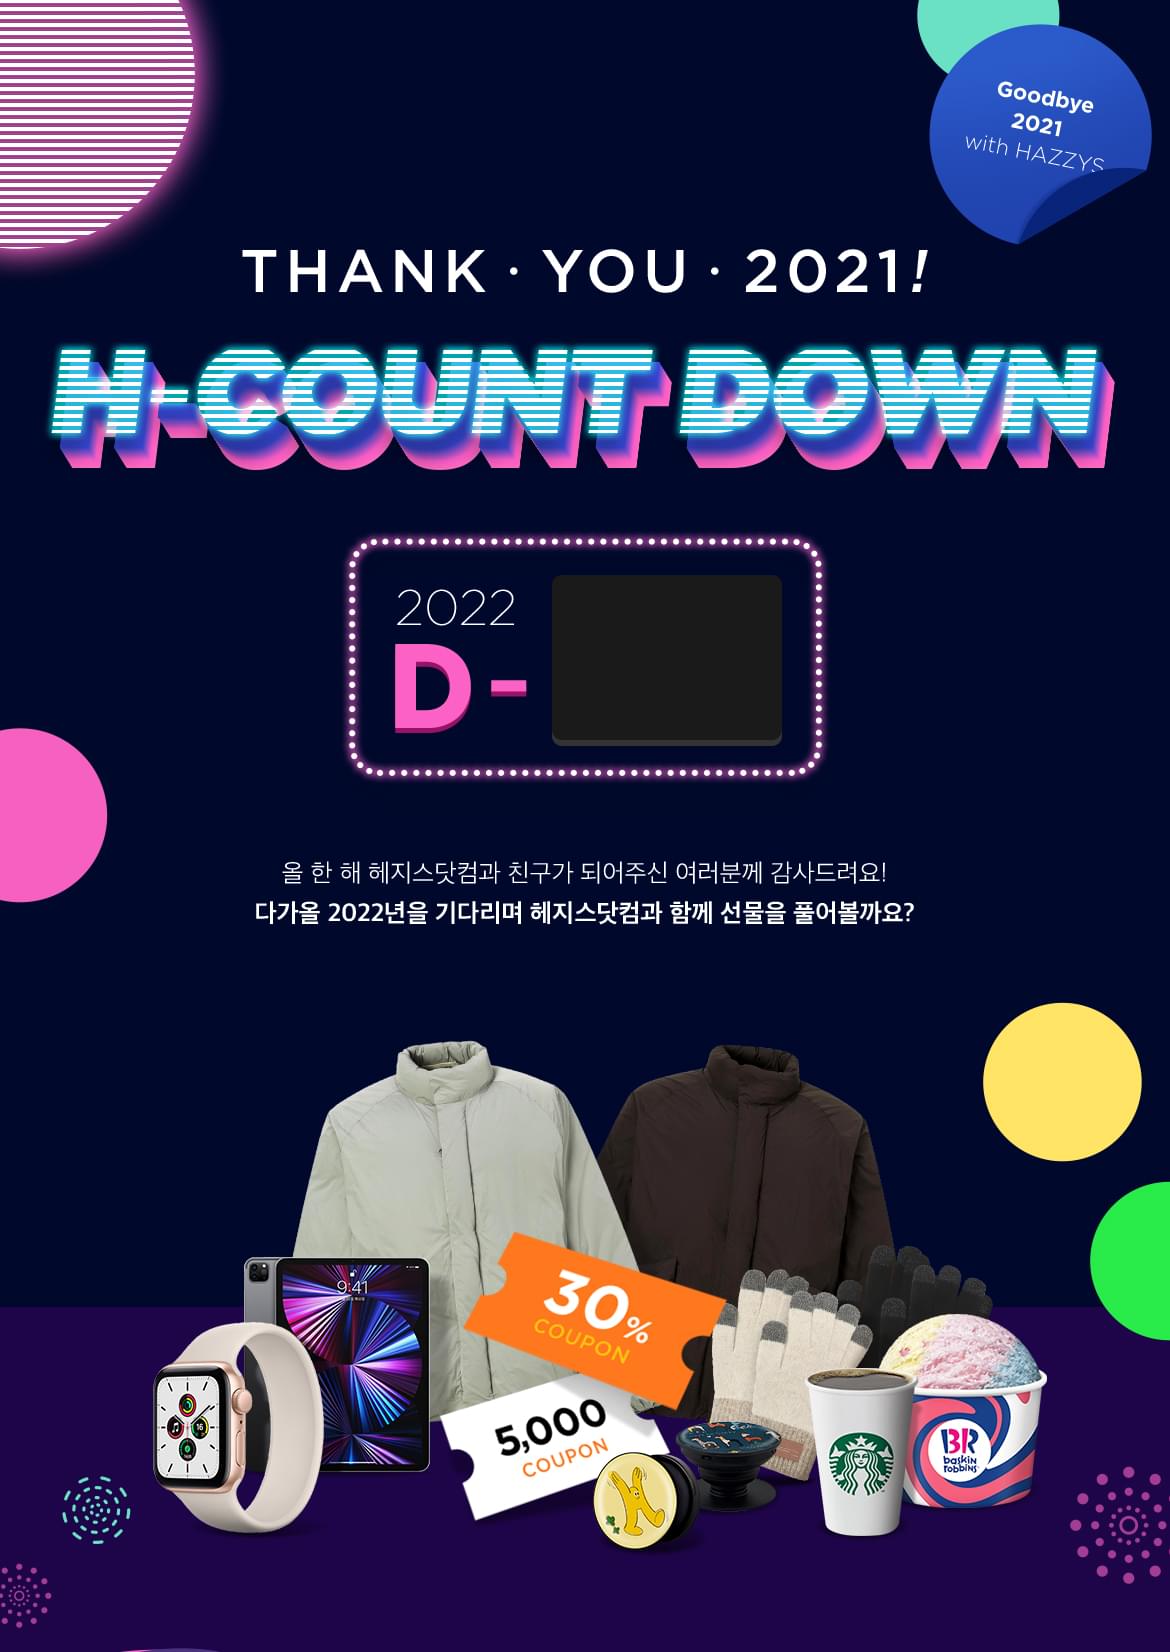 Goodbye
2021
with HAZZYS
THANK · YOU · 2021!
H-COUNT DOWN
2022
D -
올 한 해 헤지스닷컴과 친구가 되어주신 여러분께 감사드려요!
다가올 2022년을 기다리며 헤지스닷컴과 함께 선물을 풀어볼까요?
9:41
30%
COUPON
5,000
COUPON
16
BR
baskin
robbins